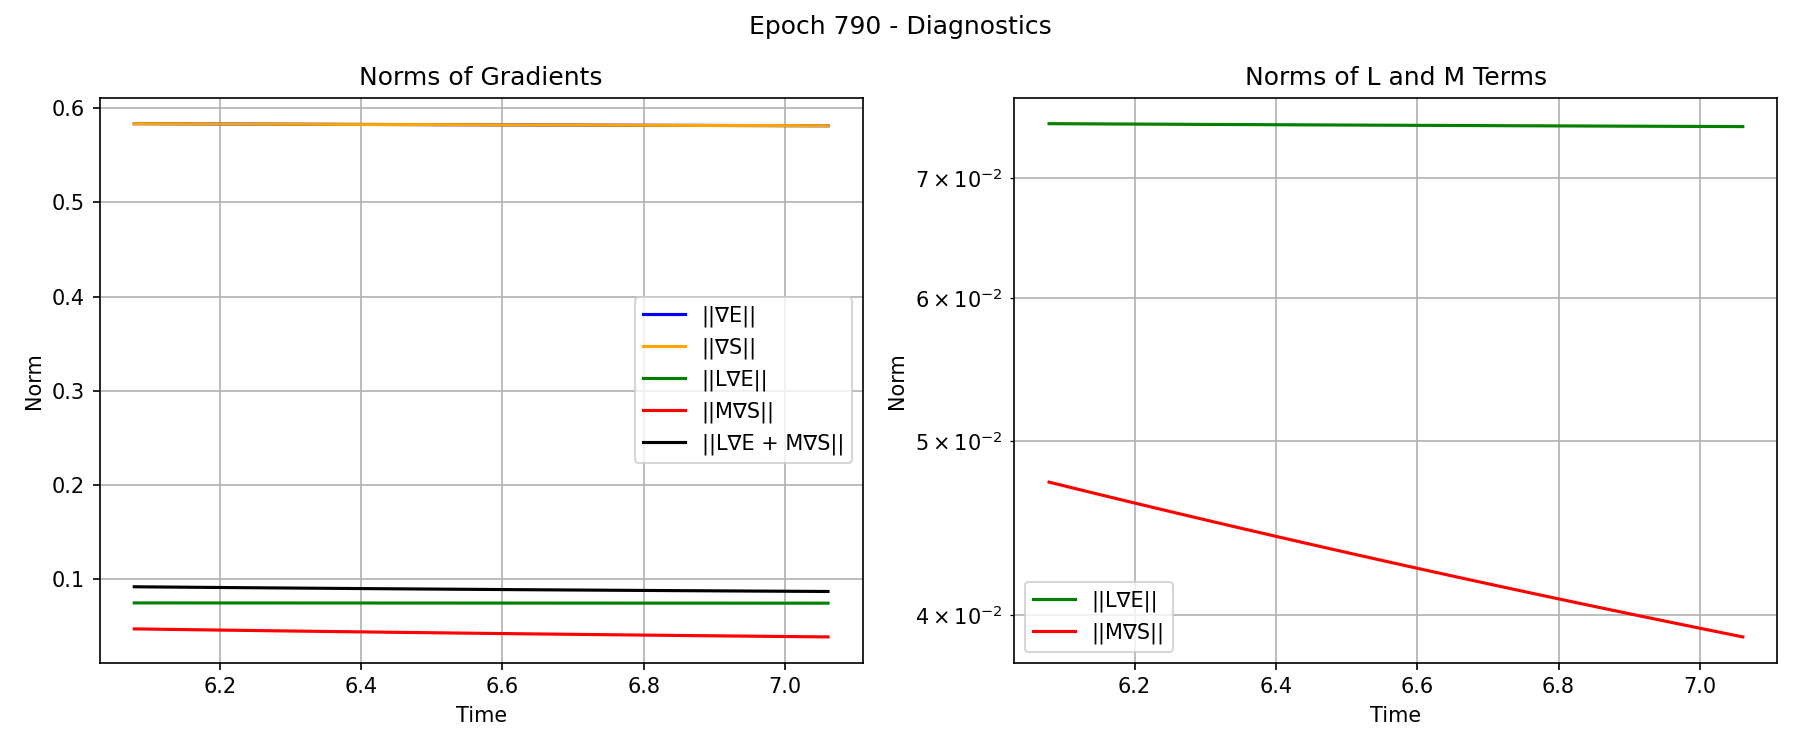 Epoch 790 - Diagnostics
Norms of Gradients
Norm
0.6
0.5
0.4
0.3
0.2
0.1
||∇E||
||∇S||
||L∇E||
||M∇S||
||L∇E + M∇S||
6.2 6.4 6.6 6.8 7.0
Time
Norms of L and M Terms
Norm
7 × 10⁻²
6 × 10⁻²
5 × 10⁻²
4 × 10⁻²
||L∇E||
||M∇S||
6.2 6.4 6.6 6.8 7.0
Time